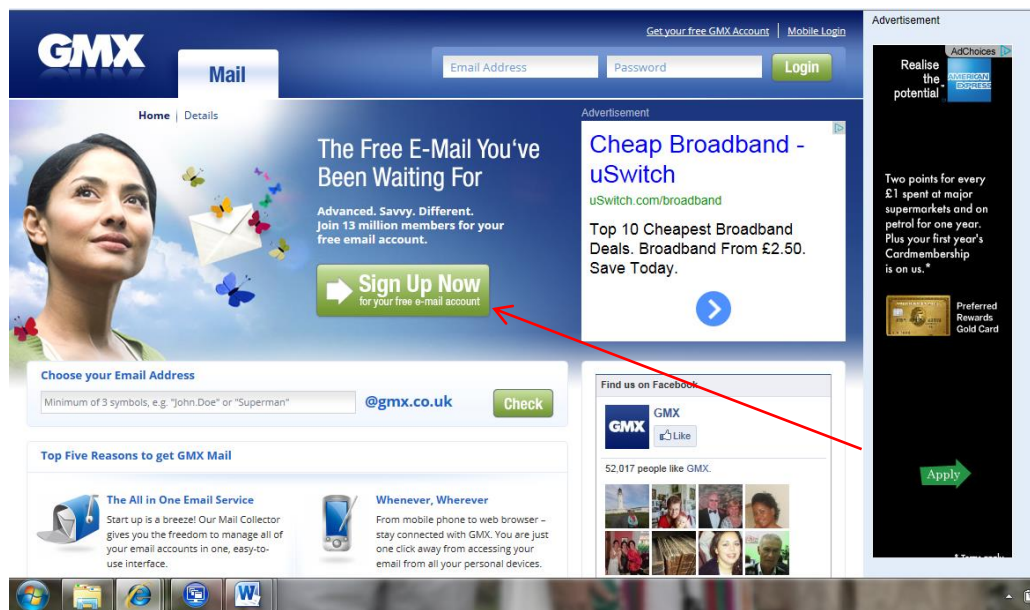 GMX
Mail
Get your free GMX Account | Mobile Login
Email Address
Password
Login
Home | Details
The Free E-Mail You've
Been Waiting For
Advanced. Savvy. Different.
Join 13 million members for your
free email account.
Sign Up Now
for your free e-mail account
Advertisement
Cheap Broadband -
uSwitch
uSwitch.com/broadband
Top 10 Cheapest Broadband
Deals. Broadband From £2.50.
Save Today.
Choose your Email Address
Minimum of 3 symbols, e.g. "John.Doe" or "Superman"
@gmx.co.uk
Check
Top Five Reasons to get GMX Mail
The All in One Email Service
Start up is a breeze! Our Mail Collector
gives you the freedom to manage all of
your email accounts in one, easy-to-
use interface.
Whenever, Wherever
From mobile phone to web browser –
stay connected with GMX. You are just
one click away from accessing your
email from all your personal devices.
Find us on Facebook
GMX
GMX
Like
52,017 people like GMX.
Advertisement
AdChoices
Realise
the
potential
AMERICAN
EXPRESS
Two points for every
£1 spent at major
supermarkets and on
petrol for one year.
Plus your first year's
Cardmembership
is on us.*
Preferred
Rewards
Gold Card
Apply
W